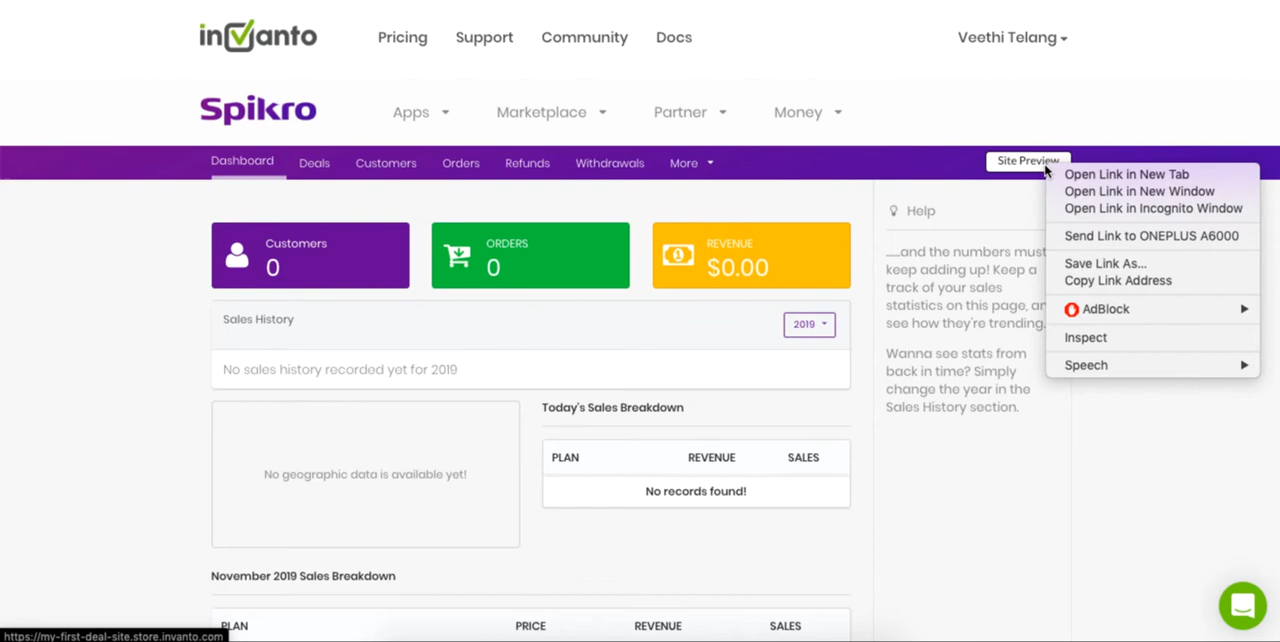 invanto
Pricing Support Community Docs Veethi Telang
Spikro
Apps Marketplace Partner Money
Dashboard Deals Customers Orders Refunds Withdrawals More Site Preview
Open Link in New Tab
Open Link in New Window
Open Link in Incognito Window
Send Link to ONEPLUS A6000
Save Link As...
Copy Link Address
AdBlock
Inspect
Speech
Customers
0
ORDERS
0
REVENUE
$0.00
Help
.....and the numbers must
keep adding up! Keep a
track of your sales
statistics on this page, an
see how they're trending.
Wanna see stats from
back in time? Simply
change the year in the
Sales History section.
Sales History 2019
No sales history recorded yet for 2019
No geographic data is available yet!
Today's Sales Breakdown
PLAN REVENUE SALES
No records found!
November 2019 Sales Breakdown
PLAN PRICE REVENUE SALES
https://my-first-deal-site.store.invanto.com